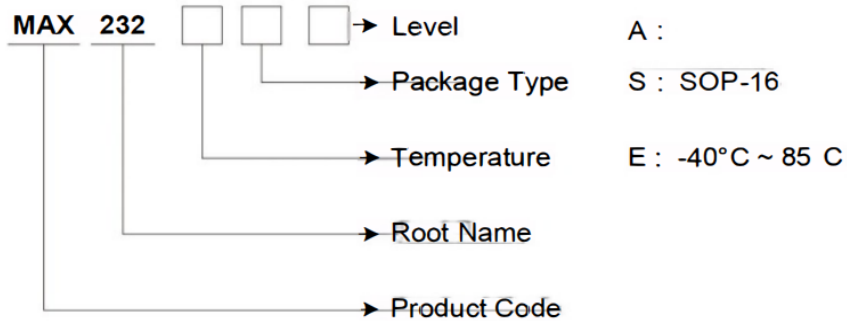 MAX 232 Level A :
Package Type S : SOP-16
Temperature E : -40°C ~ 85 C
Root Name
Product Code